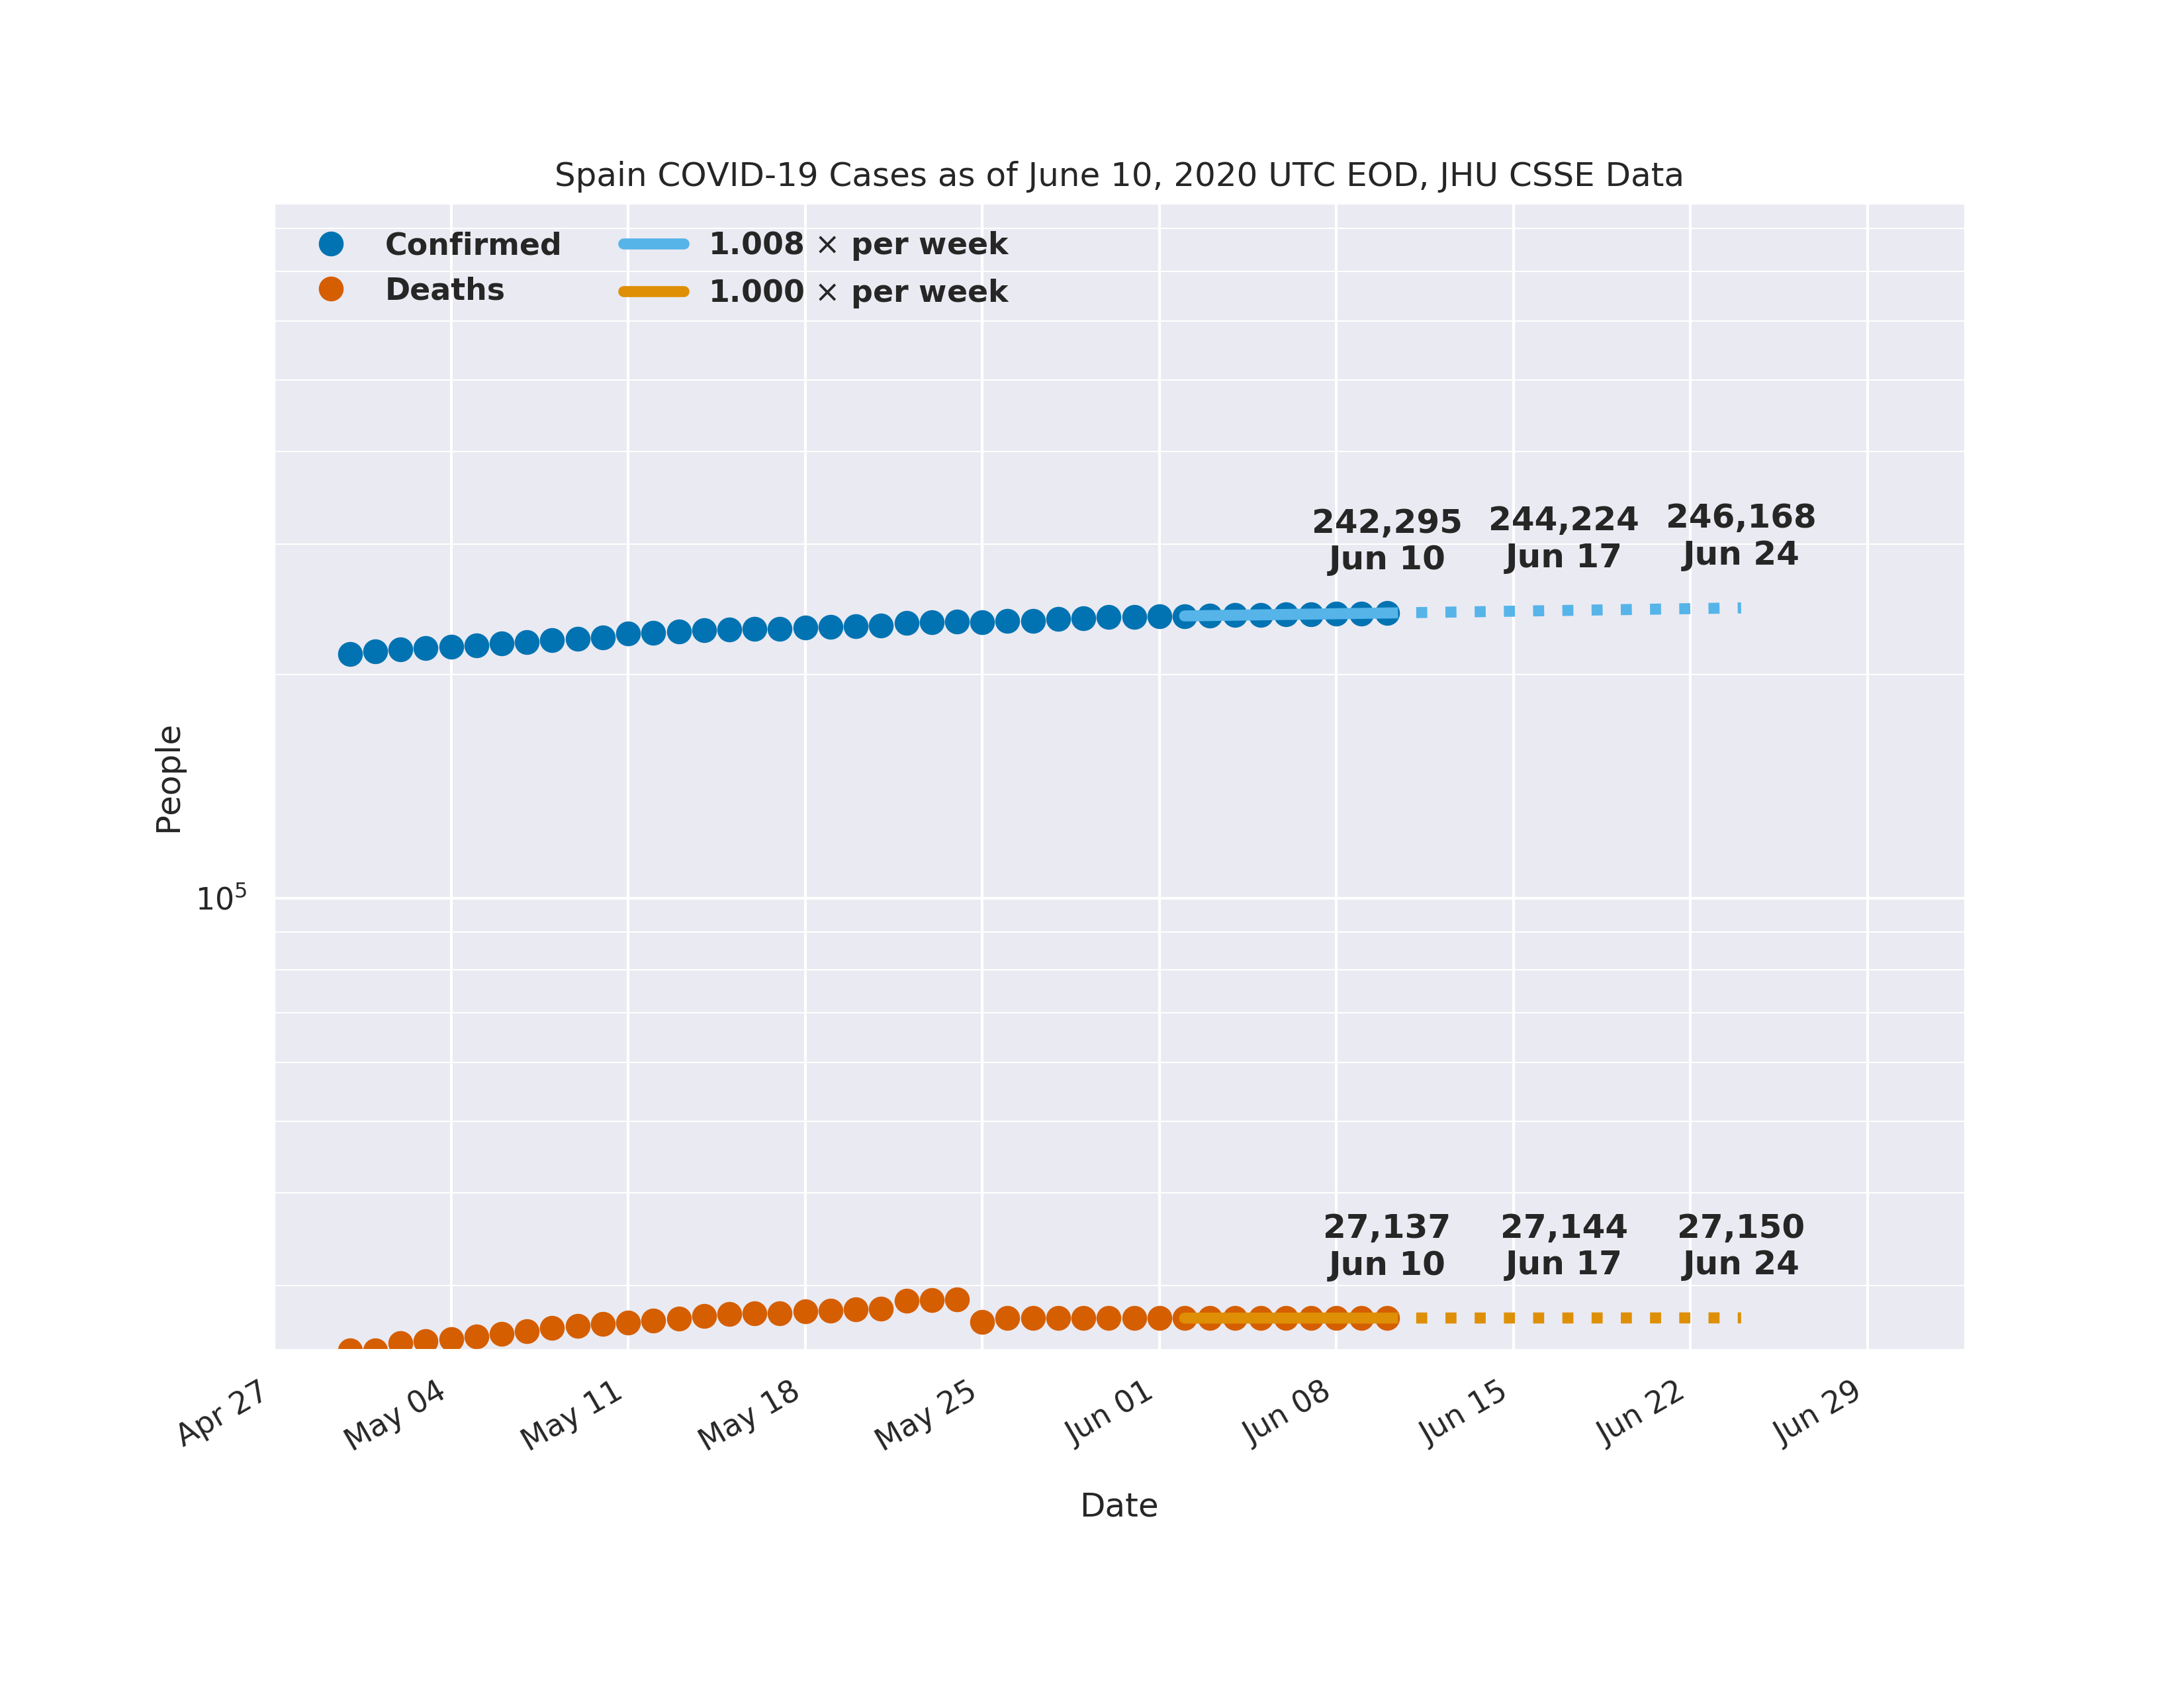 Spain COVID-19 Cases as of June 10, 2020 UTC EOD, JHU CSSE Data
Confirmed
Deaths
1.008 × per week
1.000 × per week
242,295
Jun 10
244,224
Jun 17
246,168
Jun 24
People
10⁵
27,137
Jun 10
27,144
Jun 17
27,150
Jun 24
Apr 27
May 04
May 11
May 18
May 25
Jun 01
Jun 08
Jun 15
Jun 22
Jun 29
Date